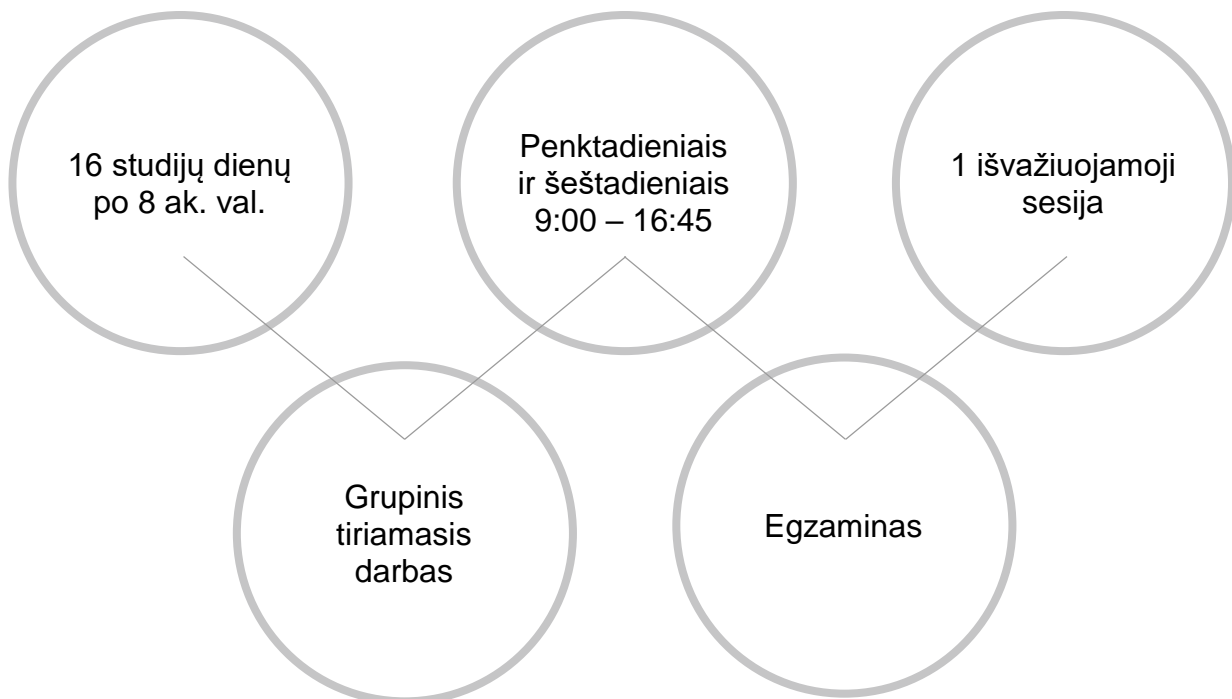 16 studijų dienų
po 8 ak. val.
Penktadieniais
ir šeštadieniais
9:00 – 16:45
1 išvažiuojamoji
sesija
Grupinis
tiriamasis
darbas
Egzaminas